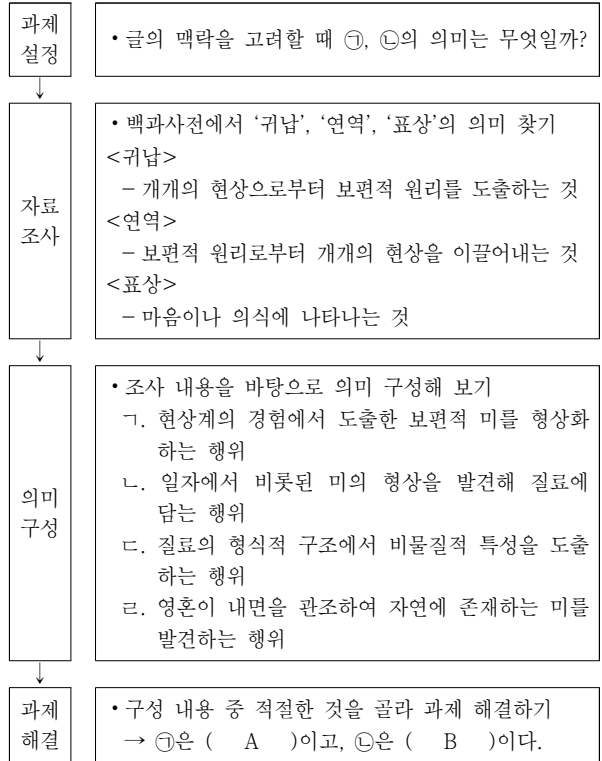 과제
설정
• 글의 맥락을 고려할 때 ㉠, ㉡의 의미는 무엇일까?
↓
자료
조사
• 백과사전에서 ‘귀납’, ‘연역’, ‘표상’의 의미 찾기
<귀납>
– 개개의 현상으로부터 보편적 원리를 도출하는 것
<연역>
– 보편적 원리로부터 개개의 현상을 이끌어내는 것
<표상>
– 마음이나 의식에 나타나는 것
↓
의미
구성
• 조사 내용을 바탕으로 의미 구성해 보기
ㄱ. 현상계의 경험에서 도출한 보편적 미를 형상화
하는 행위
ㄴ. 일자에서 비롯된 미의 형상을 발견해 질료에
담는 행위
ㄷ. 질료의 형식적 구조에서 비물질적 특성을 도출
하는 행위
ㄹ. 영혼이 내면을 관조하여 자연에 존재하는 미를
발견하는 행위
↓
과제
해결
• 구성 내용 중 적절한 것을 골라 과제 해결하기
→ ㉠은 ( A )이고, ㉡은 ( B )이다.